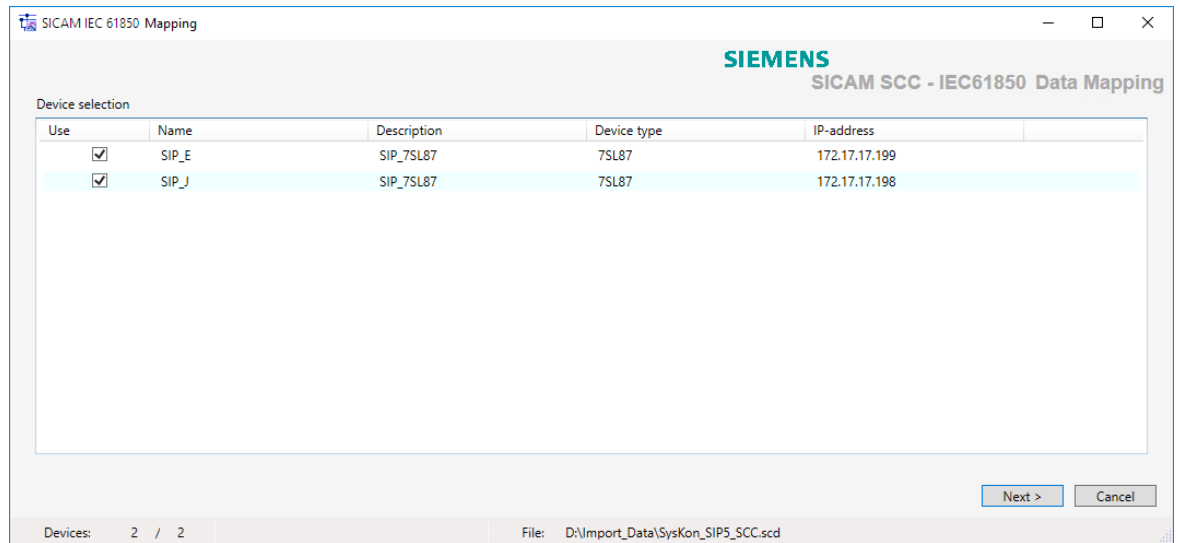 SICAM IEC 61850 Mapping
SIEMENS
SICAM SCC - IEC61850 Data Mapping
Device selection
Use Name Description Device type IP-address
SIP_E SIP_7SL87 7SL87 172.17.17.199
SIP_J SIP_7SL87 7SL87 172.17.17.198
Next > Cancel
Devices: 2 / 2 File: D:\Import_Data\SysKon_SIP5_SCC.scd